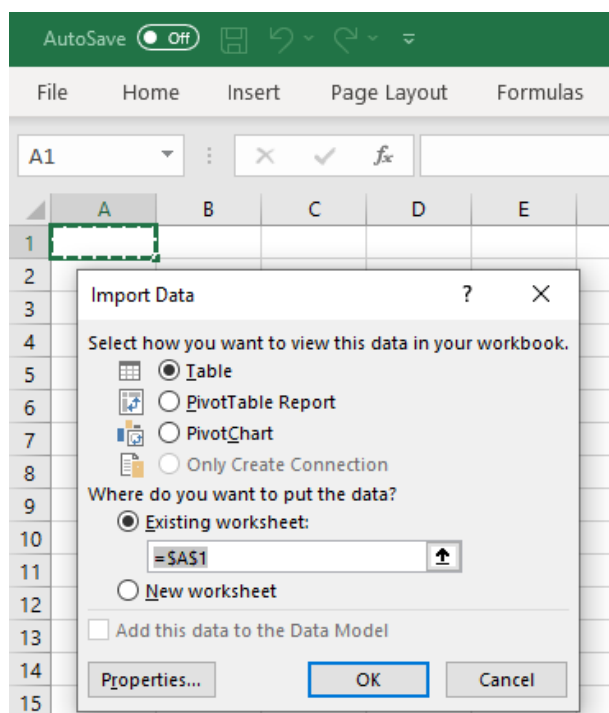 AutoSave Off
File Home Insert Page Layout Formulas
A1 fx
A B C D E
1
2
Import Data ? ×
3
4 Select how you want to view this data in your workbook.
5 Table
6 PivotTable Report
7 PivotChart
8 Only Create Connection
9 Where do you want to put the data?
10 Existing worksheet:
11 =$A$1
12 New worksheet
13 Add this data to the Data Model
14 Properties... OK Cancel
15